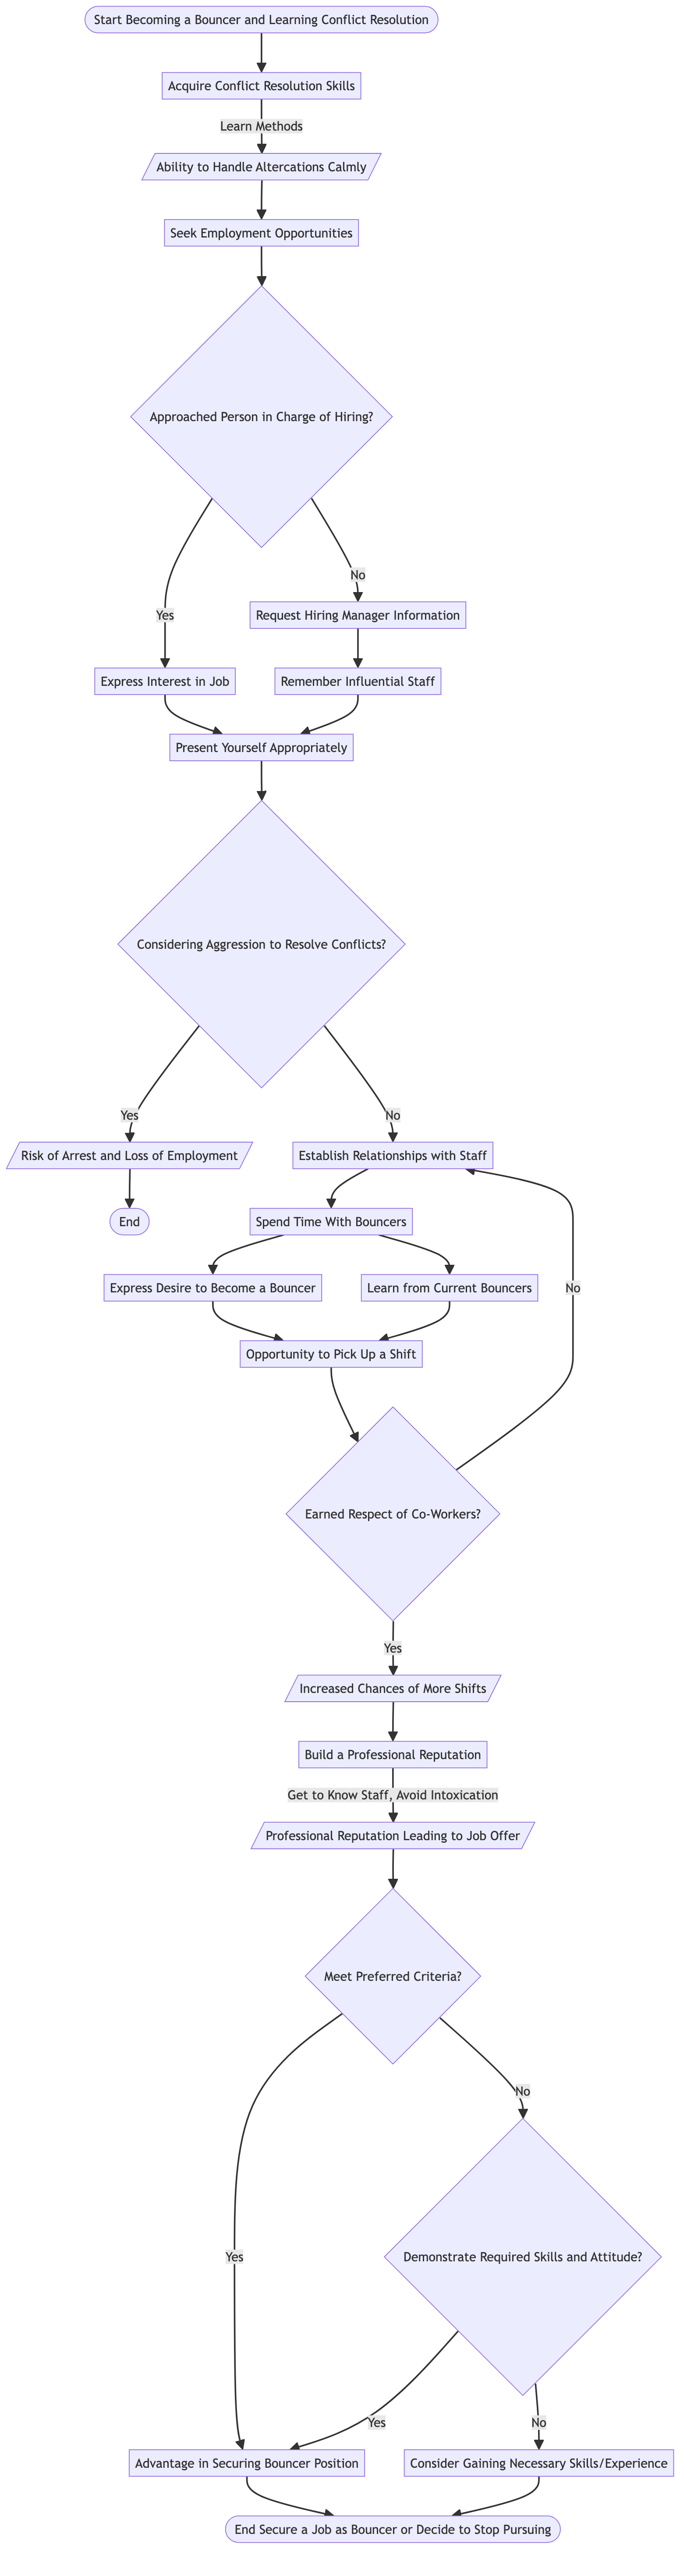 Start Becoming a Bouncer and Learning Conflict Resolution
Acquire Conflict Resolution Skills
Learn Methods
Ability to Handle Altercations Calmly
Seek Employment Opportunities
Approached Person in Charge of Hiring?
No
Yes
Request Hiring Manager Information
Express Interest in Job
Remember Influential Staff
Present Yourself Appropriately
Considering Aggression to Resolve Conflicts?
Yes
No
Risk of Arrest and Loss of Employment
Establish Relationships with Staff
End
Spend Time With Bouncers
Express Desire to Become a Bouncer
Learn from Current Bouncers
No
Opportunity to Pick Up a Shift
Earned Respect of Co-Workers?
Yes
Increased Chances of More Shifts
Build a Professional Reputation
Get to Know Staff, Avoid Intoxication
Professional Reputation Leading to Job Offer
Meet Preferred Criteria?
No
Yes
Demonstrate Required Skills and Attitude?
Yes
No
Advantage in Securing Bouncer Position
Consider Gaining Necessary Skills/Experience
End Secure a Job as Bouncer or Decide to Stop Pursuing